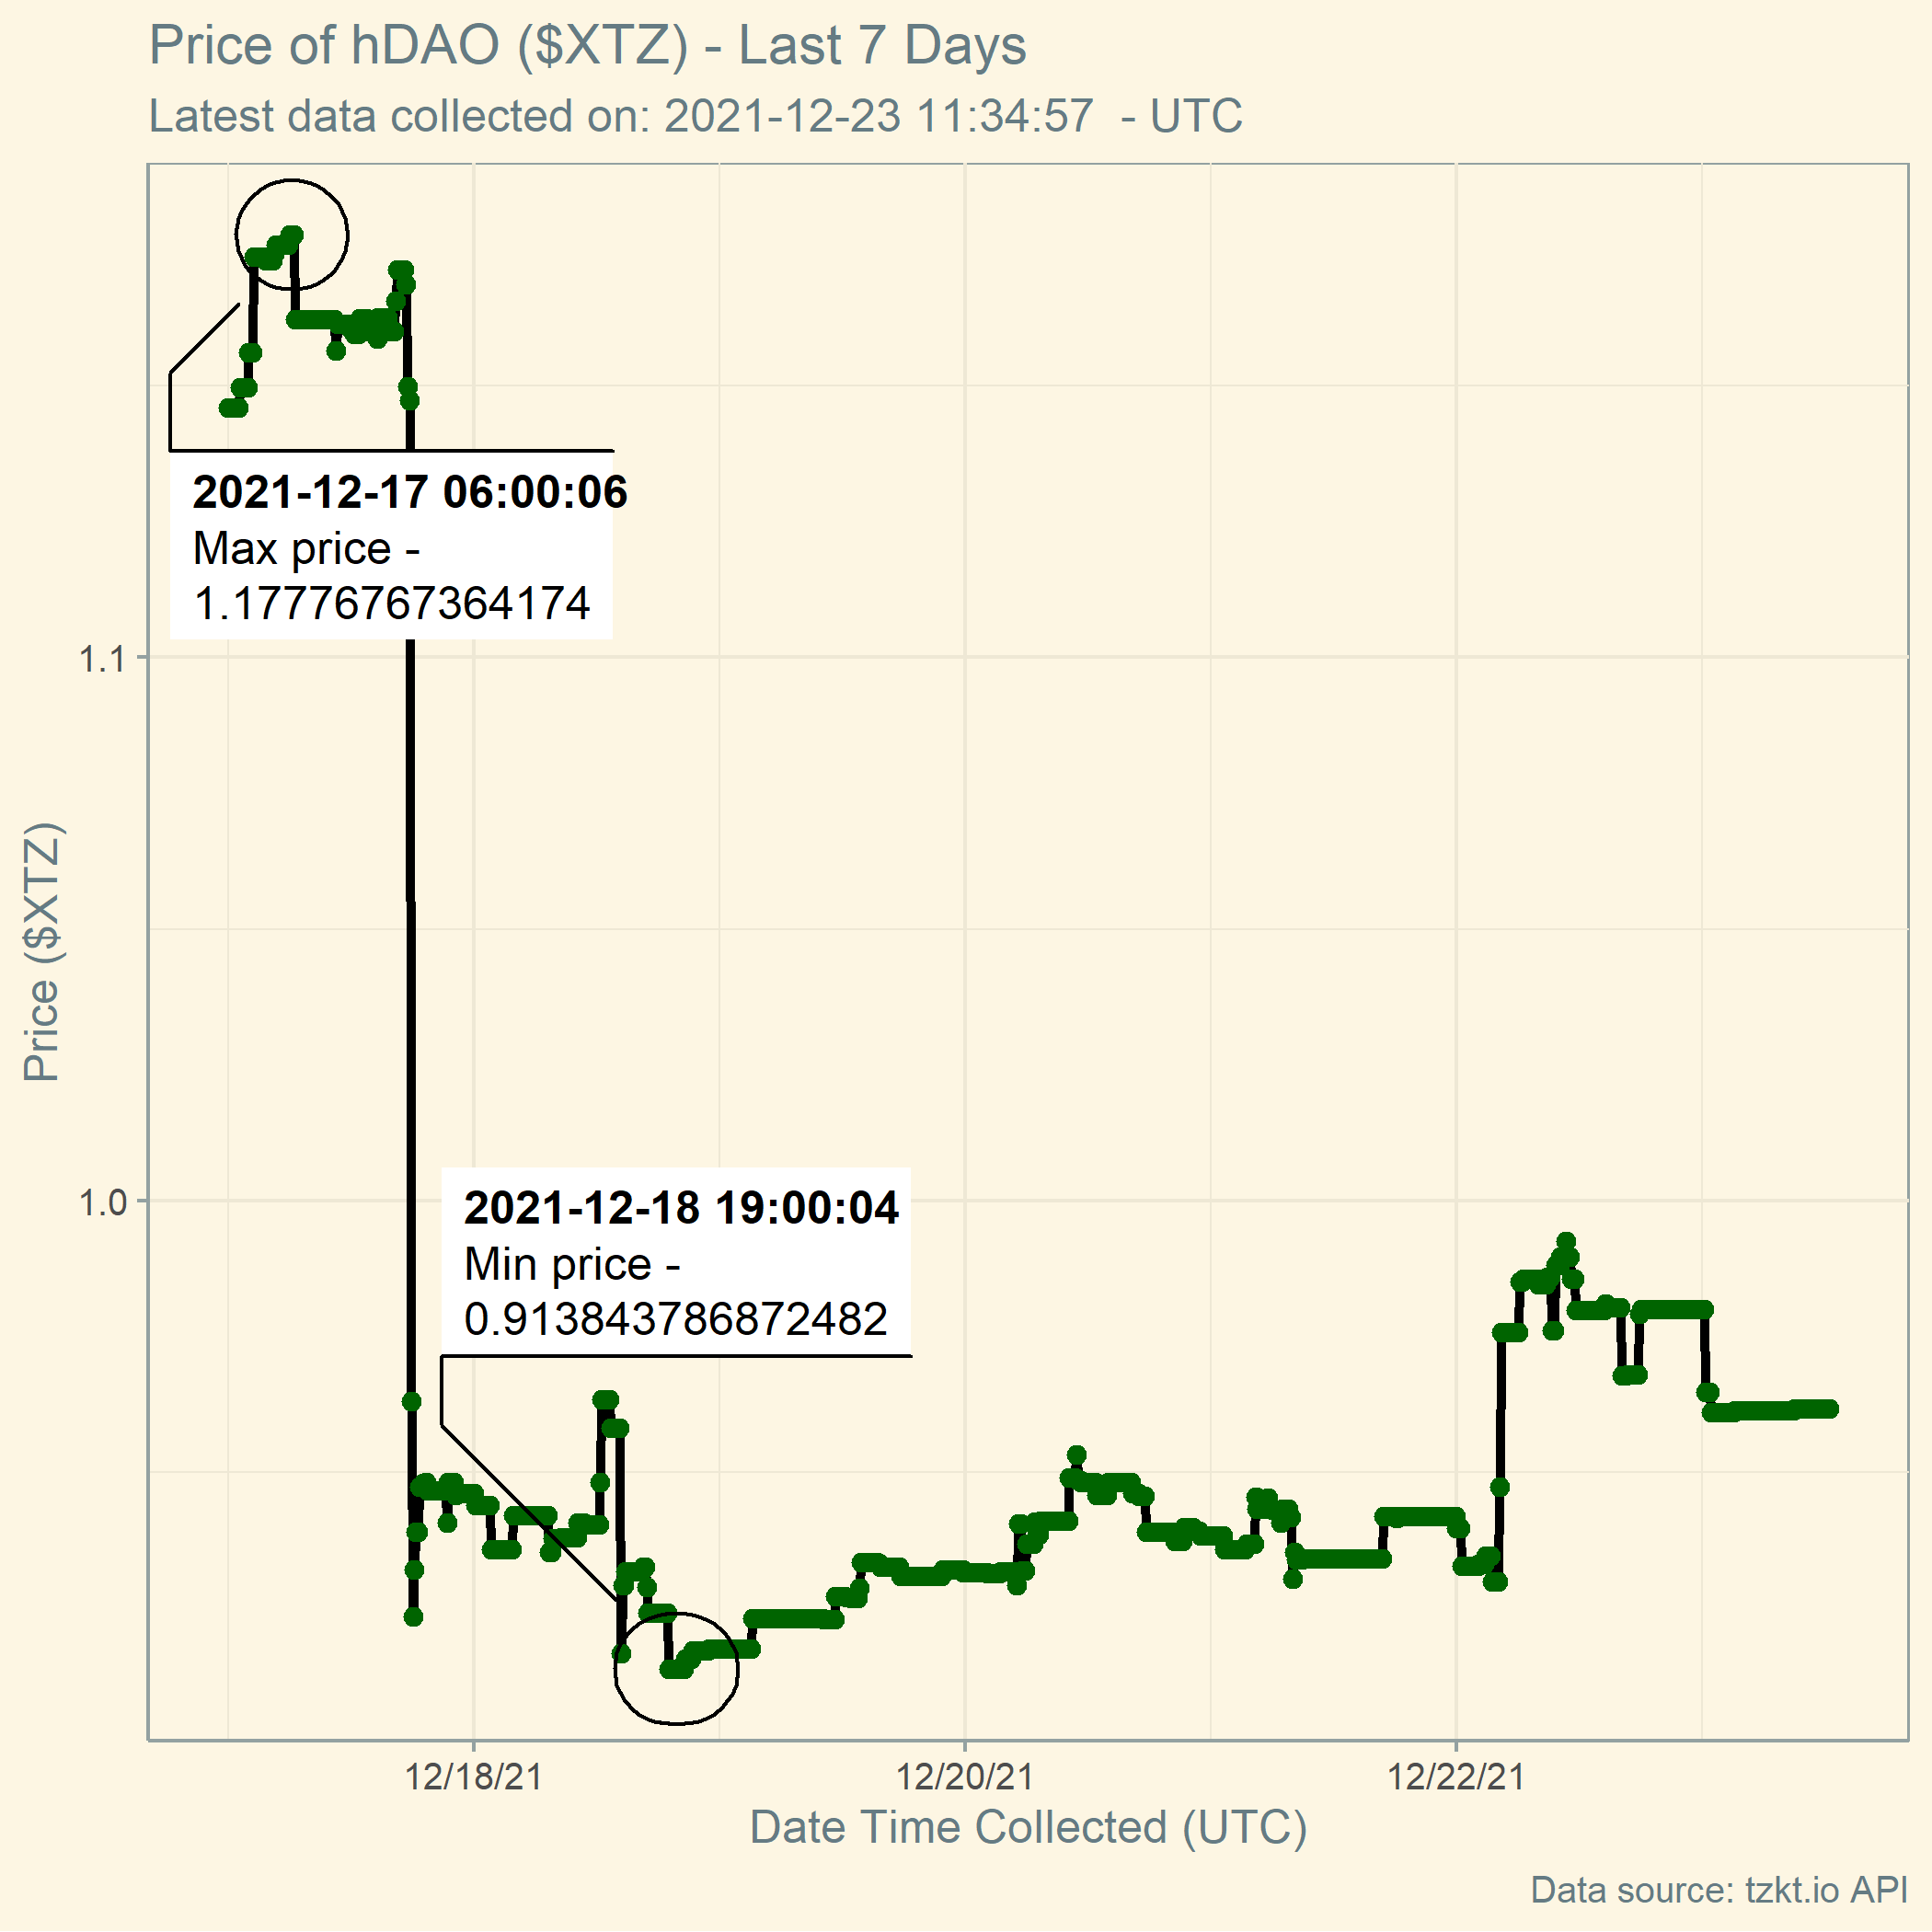 Price of hDAO ($XTZ) - Last 7 Days
Latest data collected on: 2021-12-23 11:34:57  - UTC
2021-12-17 06:00:06
Max price -
1.17776767364174
1.1
Price ($XTZ)
1.0
2021-12-18 19:00:04
Min price -
0.913843786872482
12/18/21
12/20/21
12/22/21
Date Time Collected (UTC)
Data source: tzkt.io API